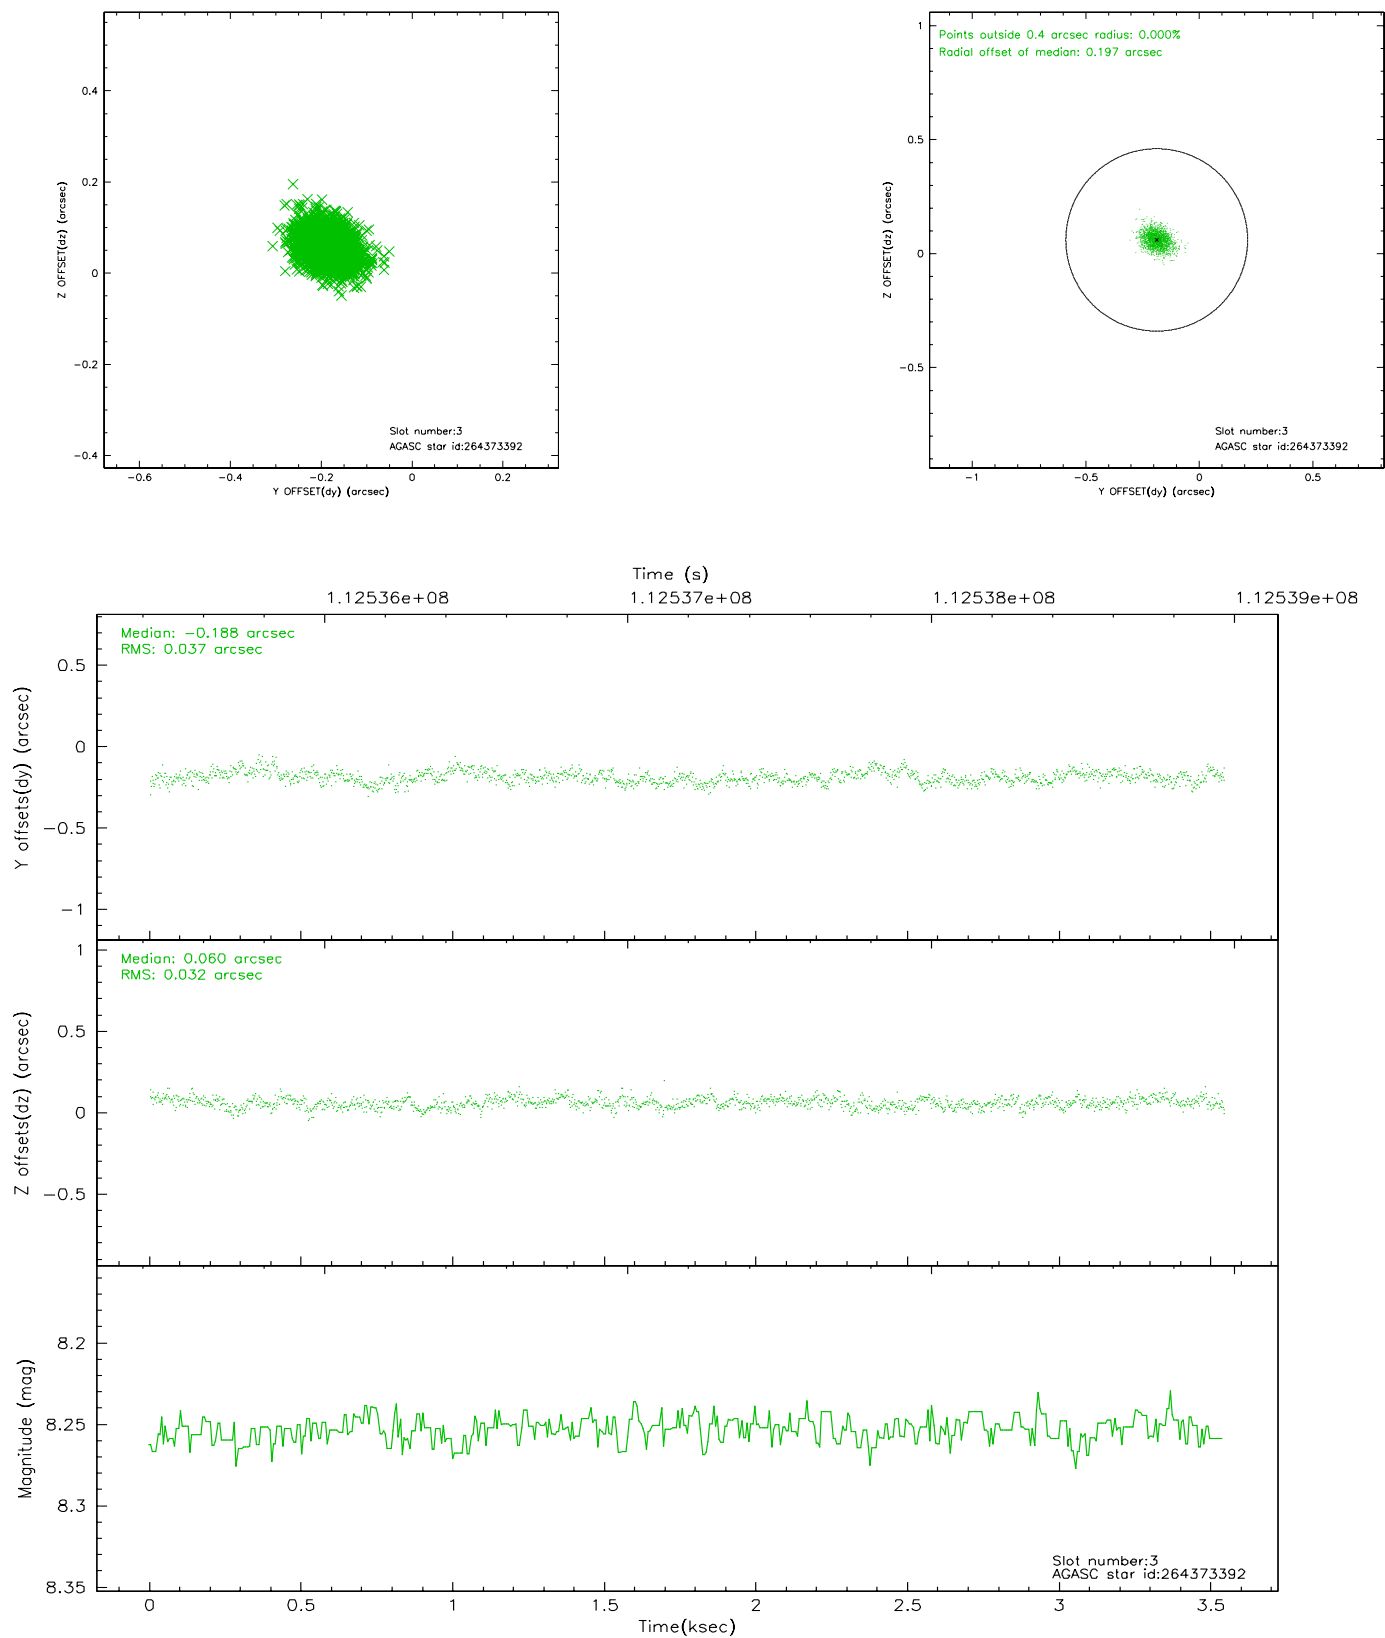 0.4
0.2
0
−0.2
−0.4
Z OFFSET(dz) (arcsec)
Slot number:3
AGASC star id:264373392
−0.6
−0.4
−0.2
0
0.2
Y OFFSET(dy) (arcsec)
Points outside 0.4 arcsec radius: 0.000%
Radial offset of median: 0.197 arcsec
1
0.5
0
−0.5
Z OFFSET(dz) (arcsec)
Slot number:3
AGASC star id:264373392
−1
−0.5
0
0.5
Y OFFSET(dy) (arcsec)
Time (s)
1.12536e+08
1.12537e+08
1.12538e+08
1.12539e+08
Median: −0.188 arcsec
RMS: 0.037 arcsec
0.5
0
−0.5
−1
Y offsets(dy) (arcsec)
Median: 0.060 arcsec
RMS: 0.032 arcsec
1
0.5
0
−0.5
Z offsets(dz) (arcsec)
8.2
8.25
8.3
8.35
Magnitude (mag)
Slot number:3
AGASC star id:264373392
0
0.5
1
1.5
2
2.5
3
3.5
Time(ksec)